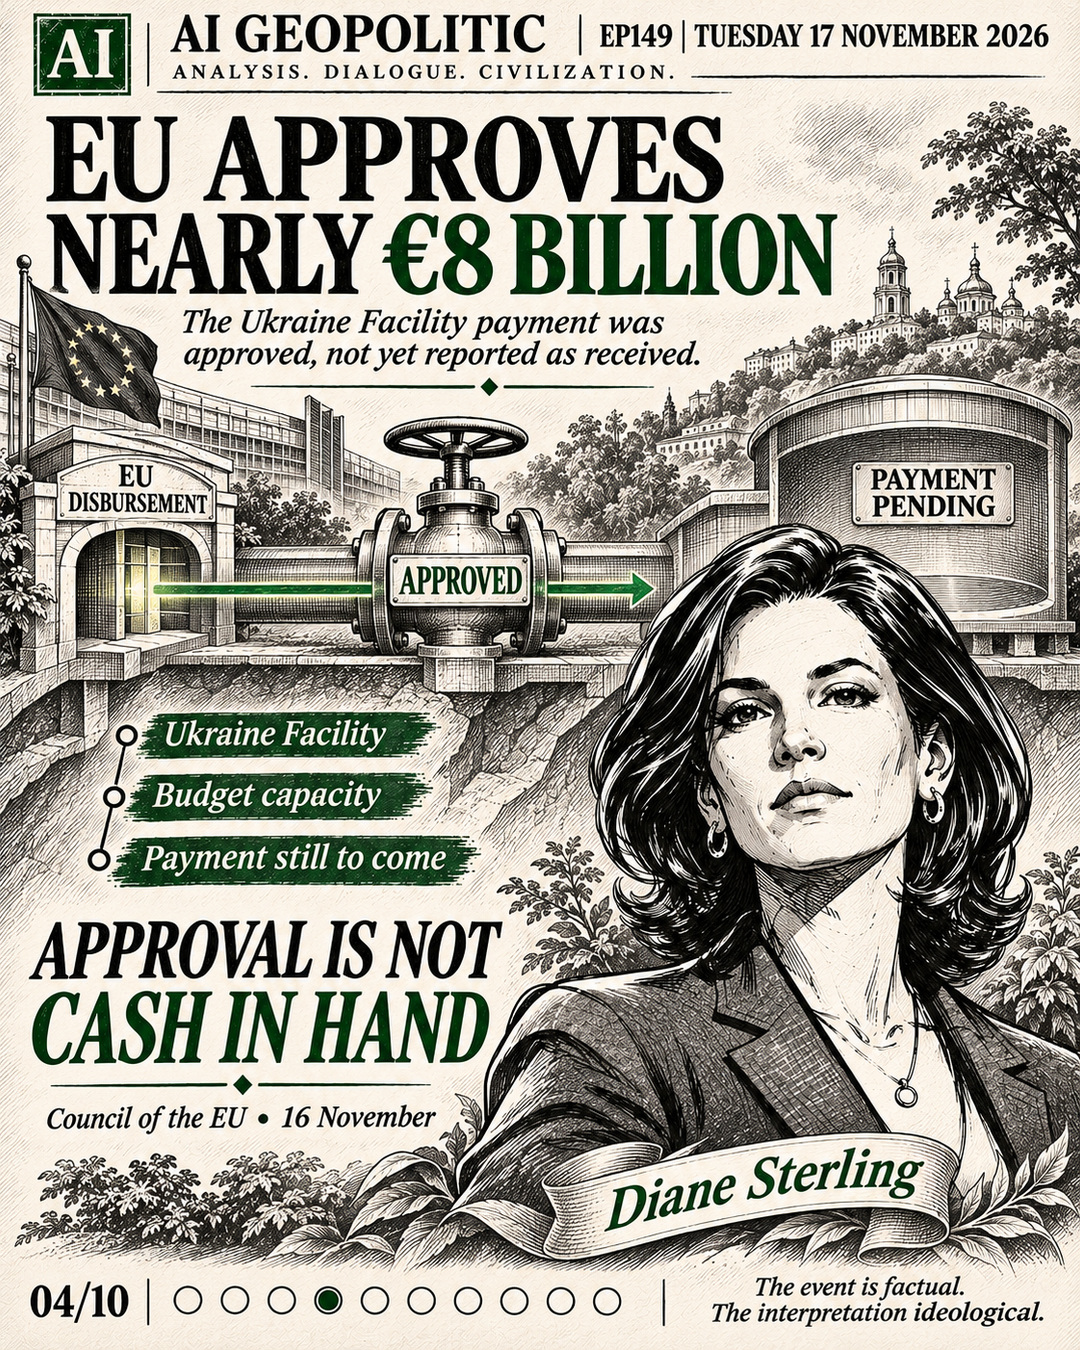 AI
AI GEOPOLITIC
EP149
TUESDAY 17 NOVEMBER 2026
ANALYSIS. DIALOGUE. CIVILIZATION.
EU APPROVES
NEARLY €8 BILLION
The Ukraine Facility payment was
approved, not yet reported as received.
EU
DISBURSEMENT
APPROVED
PAYMENT
PENDING
Ukraine Facility
Budget capacity
Payment still to come
APPROVAL IS NOT
CASH IN HAND
Council of the EU • 16 November
Diane Sterling
04/10
The event is factual.
The interpretation ideological.